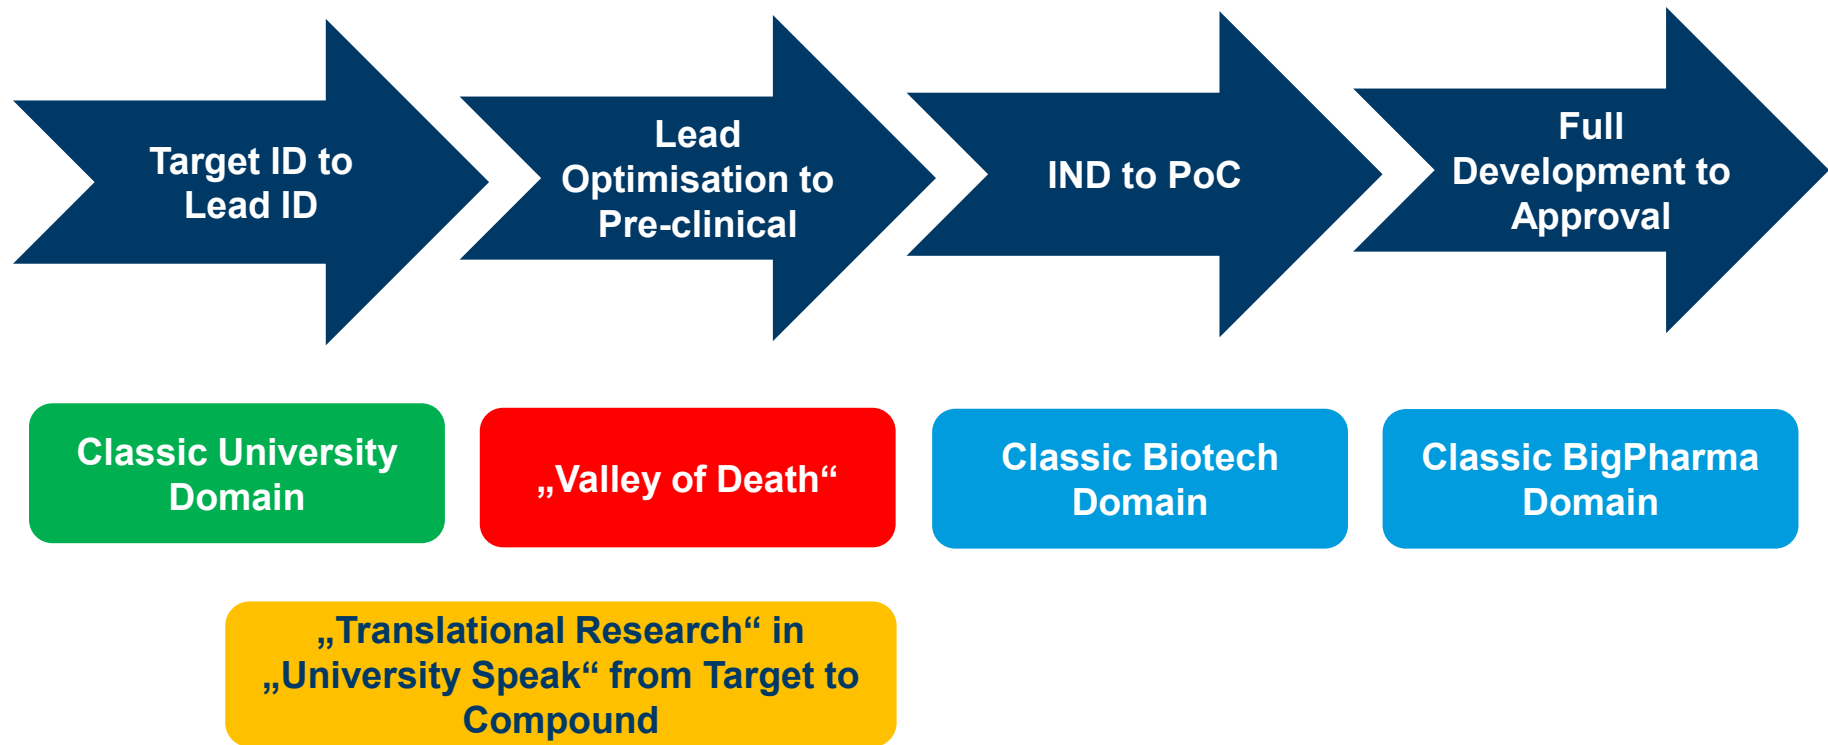 Target ID to
Lead ID
Lead
Optimisation to
Pre-clinical
IND to PoC
Full
Development to
Approval
Classic University
Domain
„Valley of Death“
Classic Biotech
Domain
Classic BigPharma
Domain
„Translational Research“ in
„University Speak“ from Target to
Compound